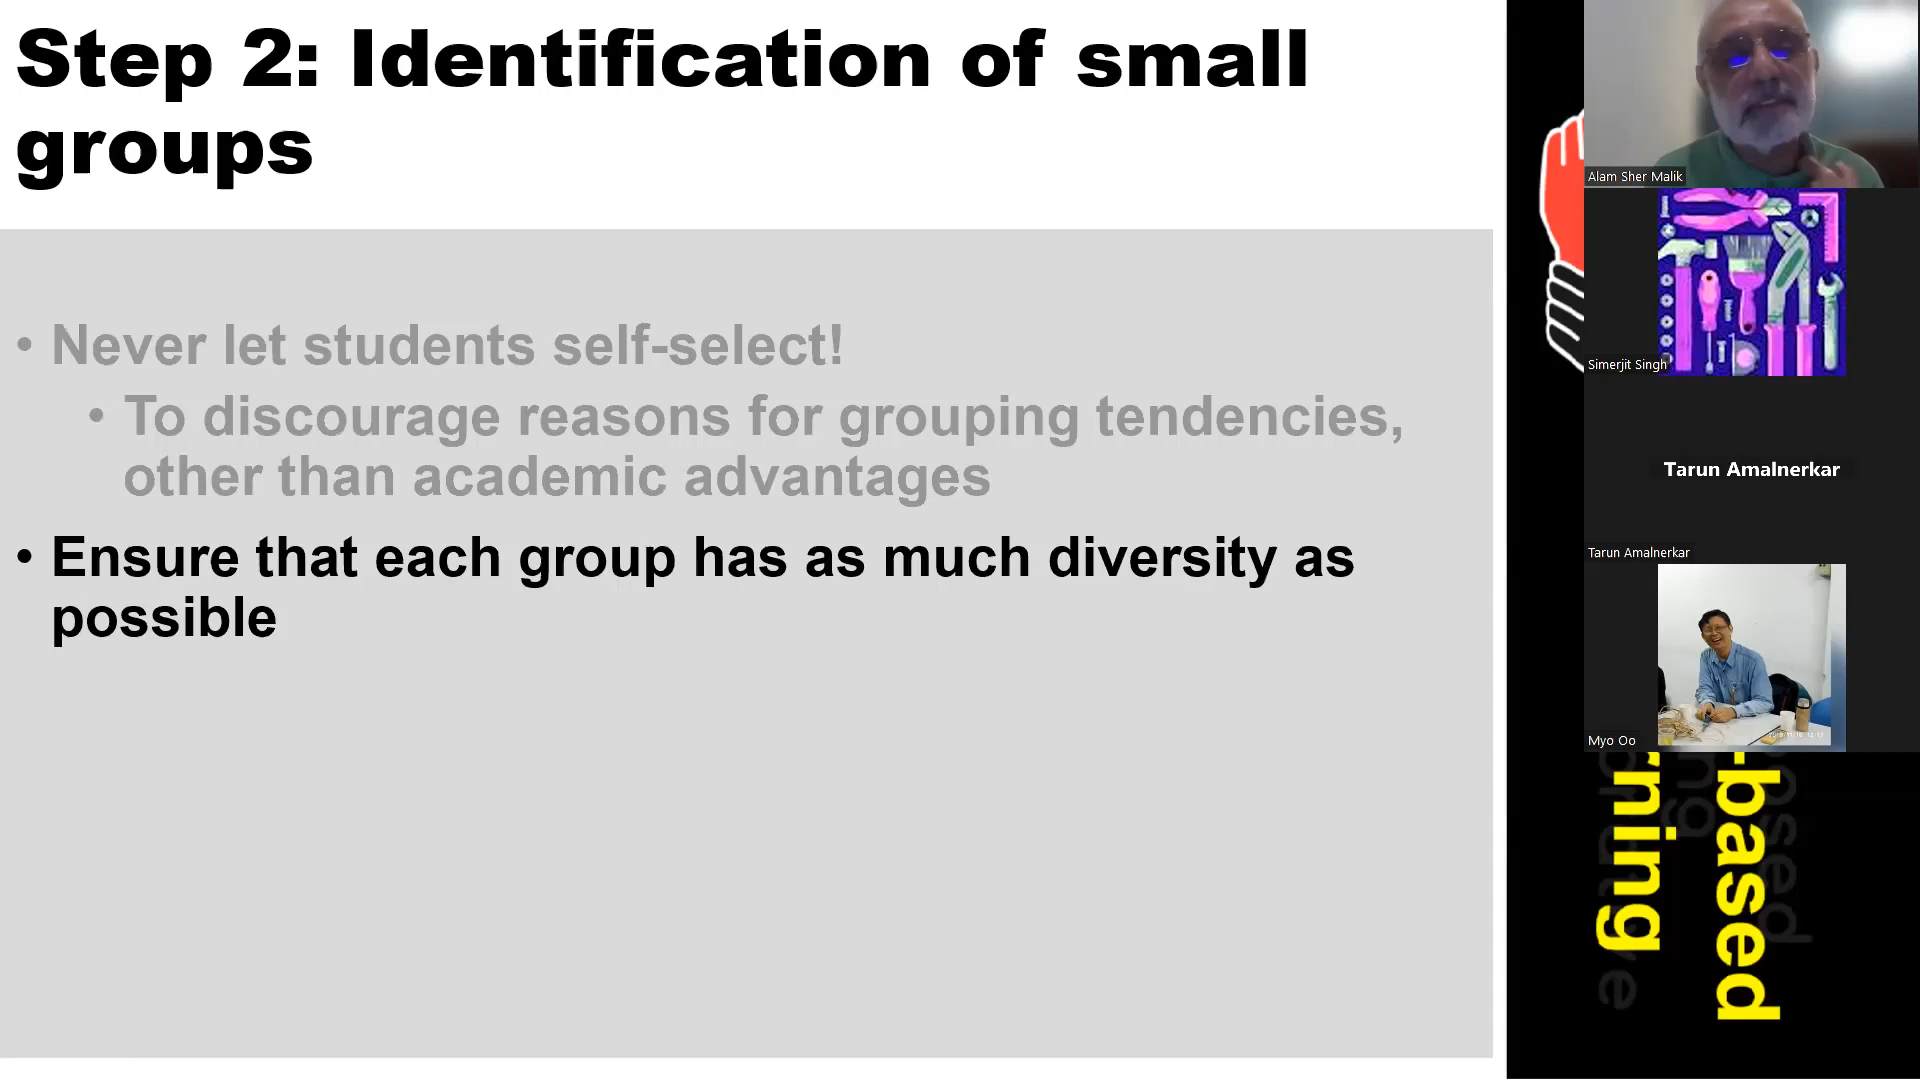 Step 2: Identification of small
groups
• Never let students self-select!
• To discourage reasons for grouping tendencies,
other than academic advantages
• Ensure that each group has as much diversity as
possible
Alam Sher Malik
Simerjit Singh
Tarun Amalnerkar
Tarun Amalnerkar
Myo Oo
-based
rning